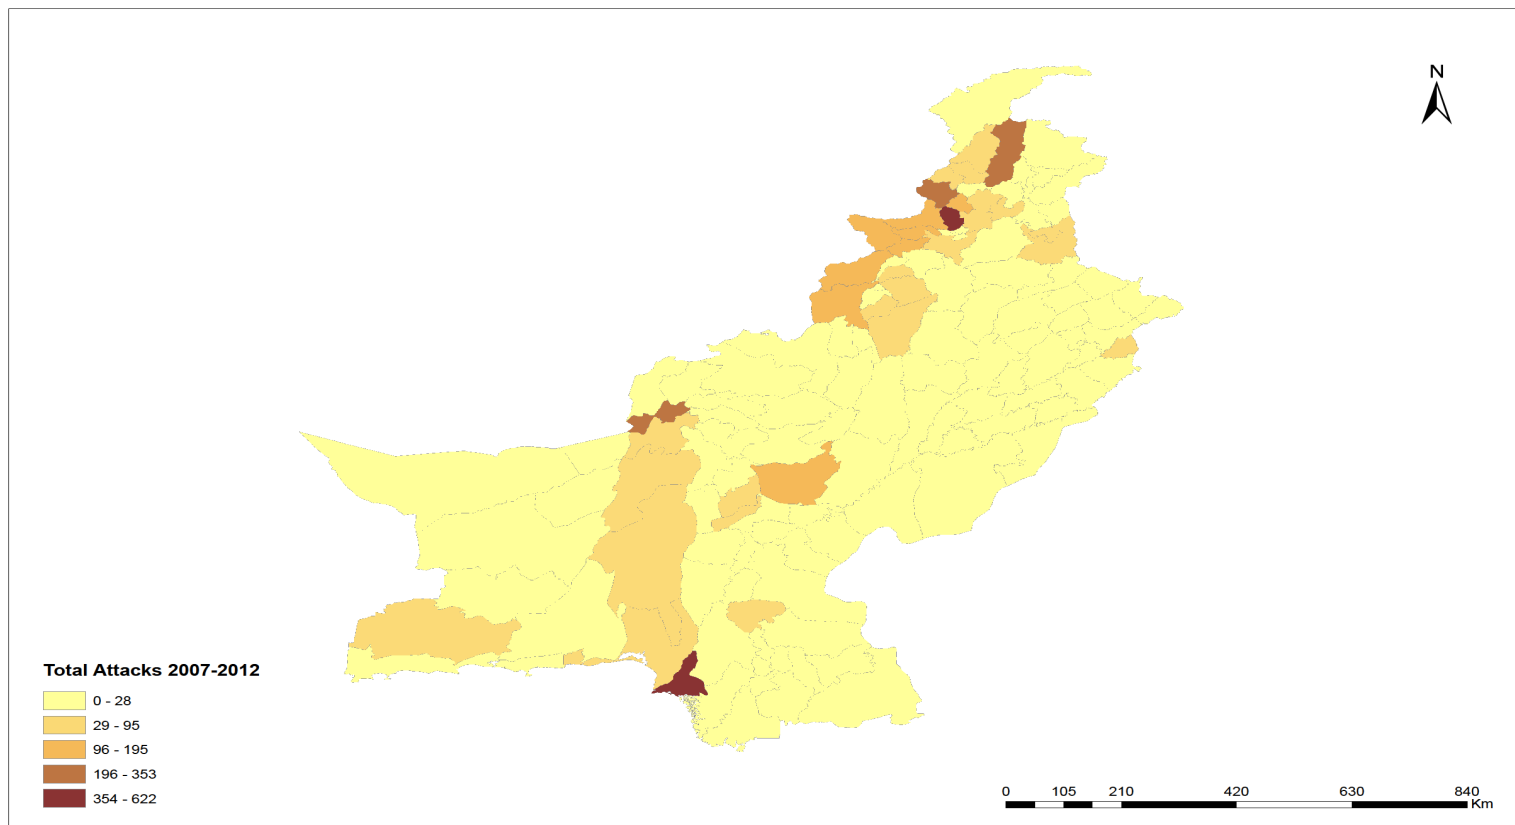 N
Total Attacks 2007-2012
0 - 28
29 - 95
96 - 195
196 - 353
354 - 622
0 105 210 420 630 840
Km